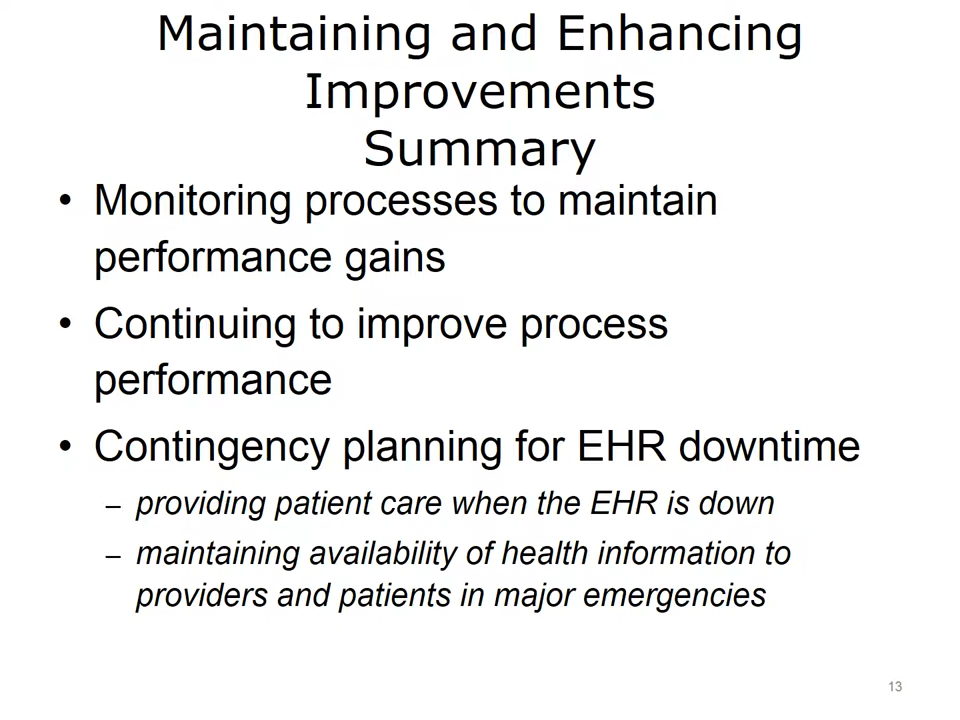 Maintaining and Enhancing
Improvements
Summary
• Monitoring processes to maintain
performance gains
• Continuing to improve process
performance
• Contingency planning for EHR downtime
– providing patient care when the EHR is down
– maintaining availability of health information to
providers and patients in major emergencies
13